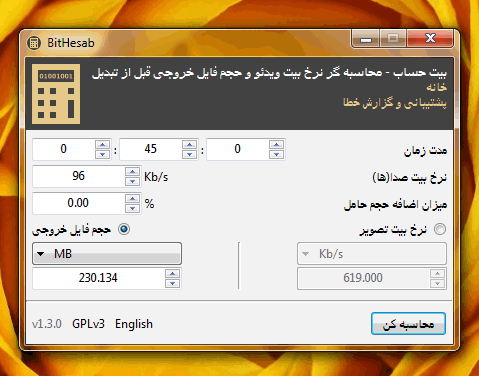 BitHesab
01001001
بیت حساب - محاسبه گر نرخ بیت ویدئو و حجم فایل خروجی قبل از تبدیل
خانه
پشتیبانی و گزارش خطا
مدت زمان
0 : 45 : 0
نرخ بیت صدا(ها)
96 Kb/s
میزان اضافه حجم حامل
0.00 %
نرخ بیت تصویر
حجم فایل خروجی
Kb/s
MB
619.000
230.134
v1.3.0 GPLv3 English
محاسبه کن